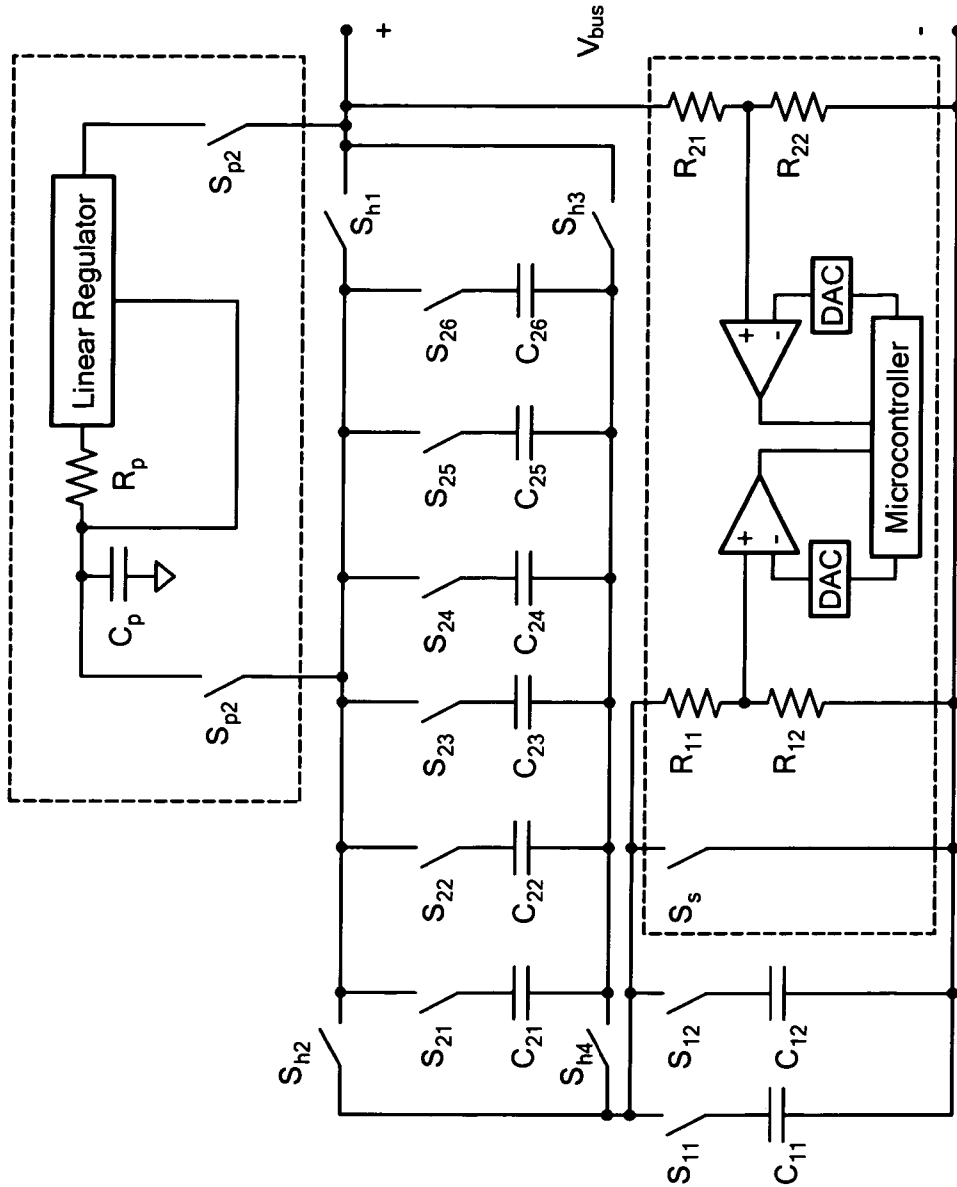 Linear Regulator
R_p
C_p
S_p2
S_p2
+
V_bus
-
S_h1
S_h3
S_h2
S_h4
S_21
S_22
S_23
S_24
S_25
S_26
C_21
C_22
C_23
C_24
C_25
C_26
S_11
S_12
C_11
C_12
S_s
R_11
R_12
R_21
R_22
+
-
+
-
DAC
DAC
Microcontroller